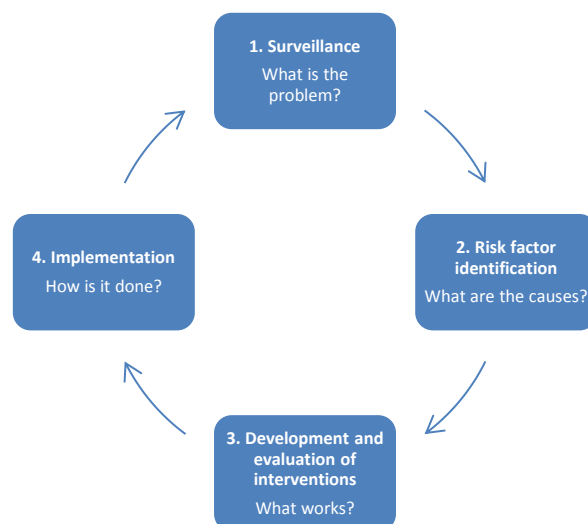 1. Surveillance
What is the
problem?
2. Risk factor
identification
What are the causes?
3. Development and
evaluation of
interventions
What works?
4. Implementation
How is it done?